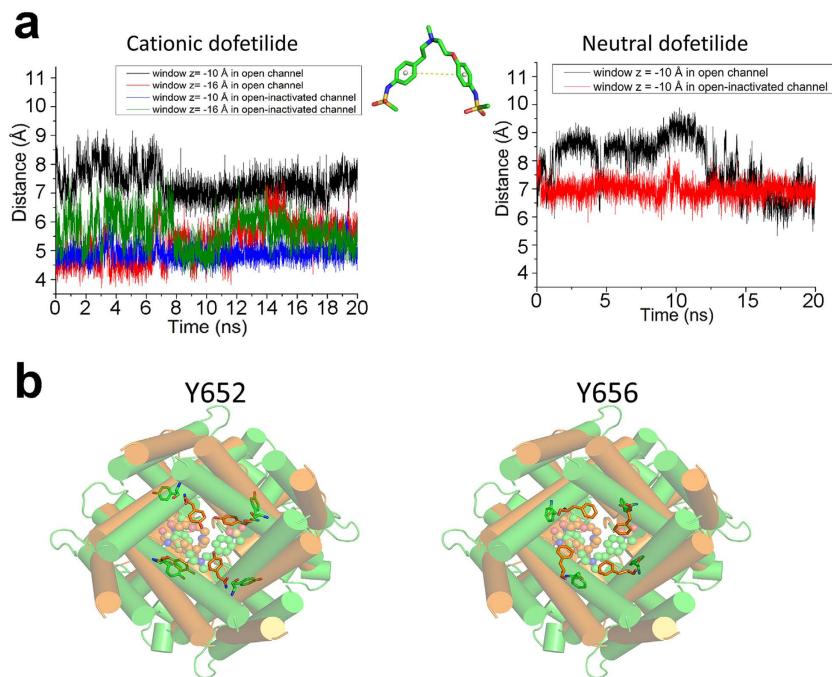 a
Cationic dofetilide
Neutral dofetilide
window z= -10 Å in open channel
window z= -16 Å in open channel
window z= -10 Å in open-inactivated channel
window z= -16 Å in open-inactivated channel
window z = -10 Å in open channel
window z = -10 Å in open-inactivated channel
Distance (Å)
11
10
9
8
7
6
5
4
0 2 4 6 8 10 12 14 16 18 20
Time (ns)
Distance (Å)
11
10
9
8
7
6
5
4
0 5 10 15 20
Time (ns)
b
Y652
Y656